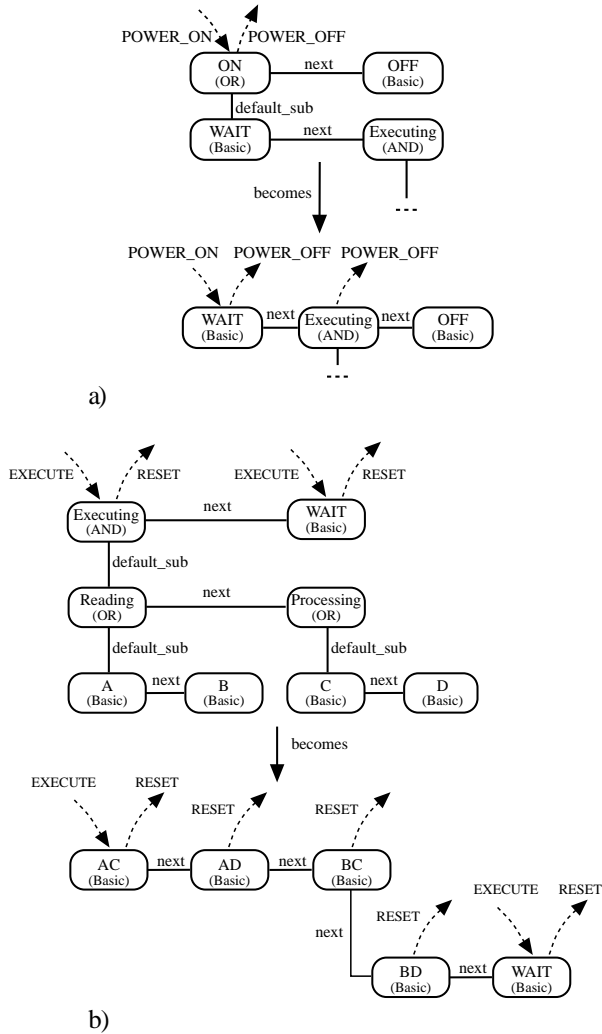 POWER_ON POWER_OFF
ON next OFF
(OR) (Basic)
default_sub
WAIT next Executing
(Basic) (AND)
becomes
POWER_ON POWER_OFF POWER_OFF
WAIT next Executing next OFF
(Basic) (AND) (Basic)
a)
EXECUTE RESET EXECUTE RESET
Executing next WAIT
(AND) (Basic)
default_sub
Reading next Processing
(OR) (OR)
default_sub default_sub
A next B C next D
(Basic) (Basic) (Basic) (Basic)
becomes
EXECUTE RESET RESET RESET
AC next AD next BC
(Basic) (Basic) (Basic)
RESET EXECUTE RESET
next
BD next WAIT
(Basic) (Basic)
b)